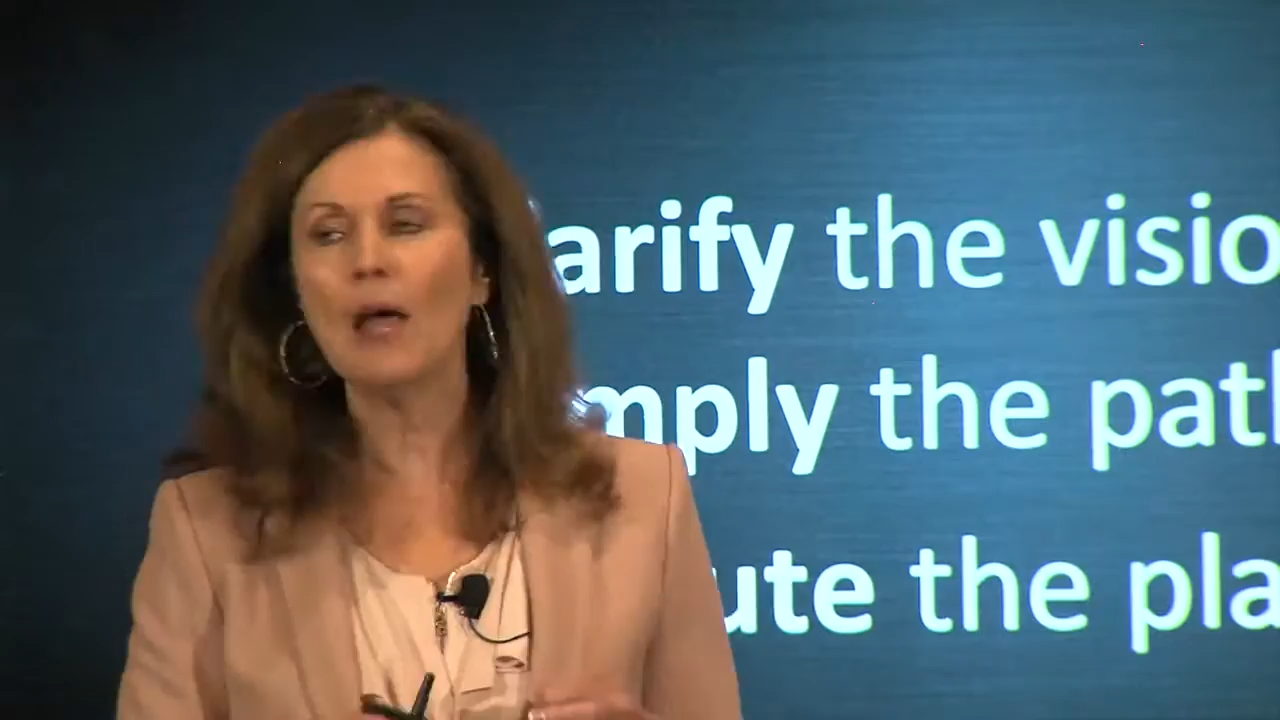 arify the visio
mply the pat
ute the pla